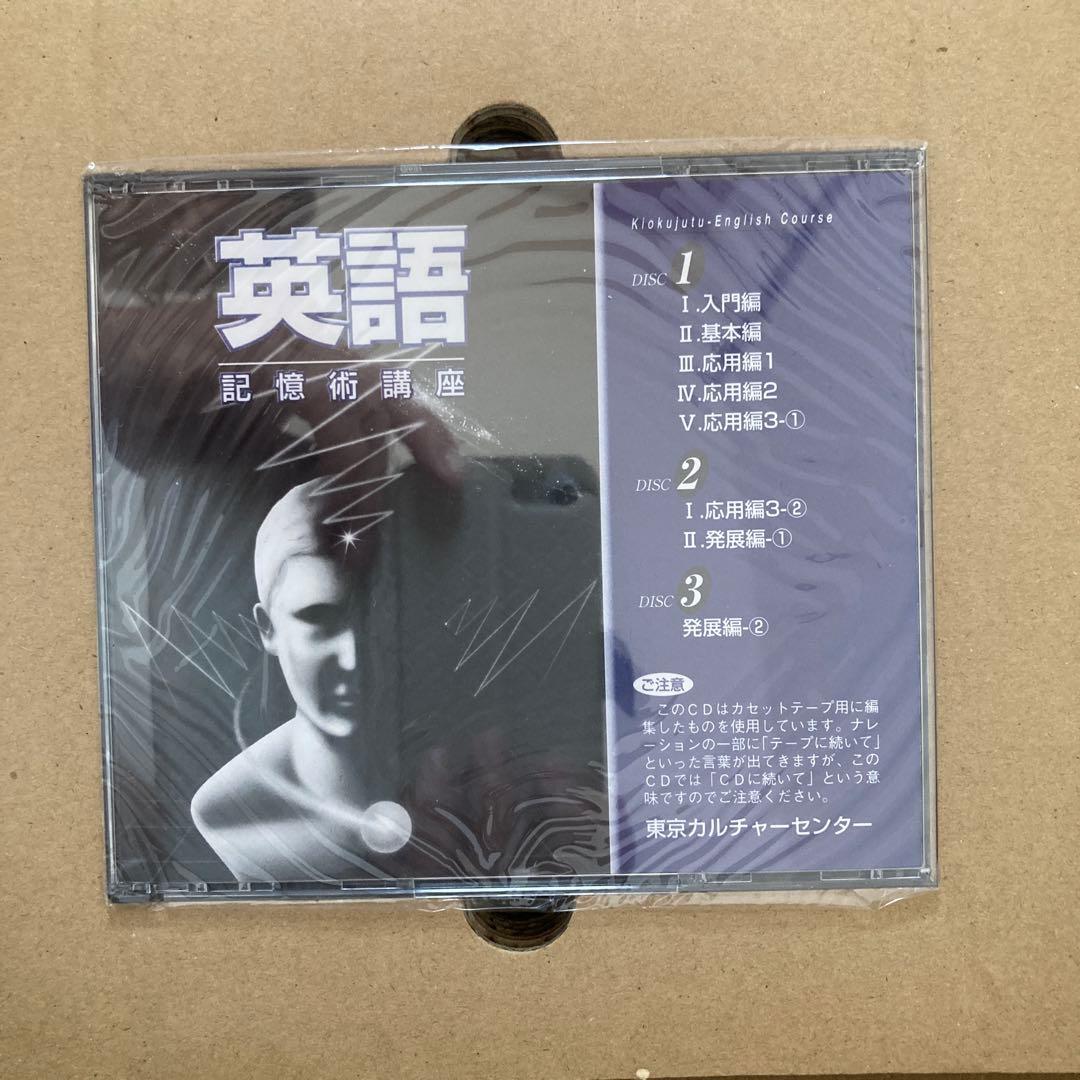 英語
記憶術講座
Kiokujutu-English Course
DISC 1
Ⅰ.入門編
Ⅱ.基本編
Ⅲ.応用編1
Ⅳ.応用編2
Ⅴ.応用編3-①
DISC 2
Ⅰ.応用編3-②
Ⅱ.発展編-①
DISC 3
発展編-②
ご注意
このCDはカセットテープ用に編
集したものを使用しています。ナレ
ーションの一部に「テープに続いて」
といった言葉が出てきますが、この
CDでは「CDに続いて」という意
味ですのでご注意ください。
東京カルチャーセンター